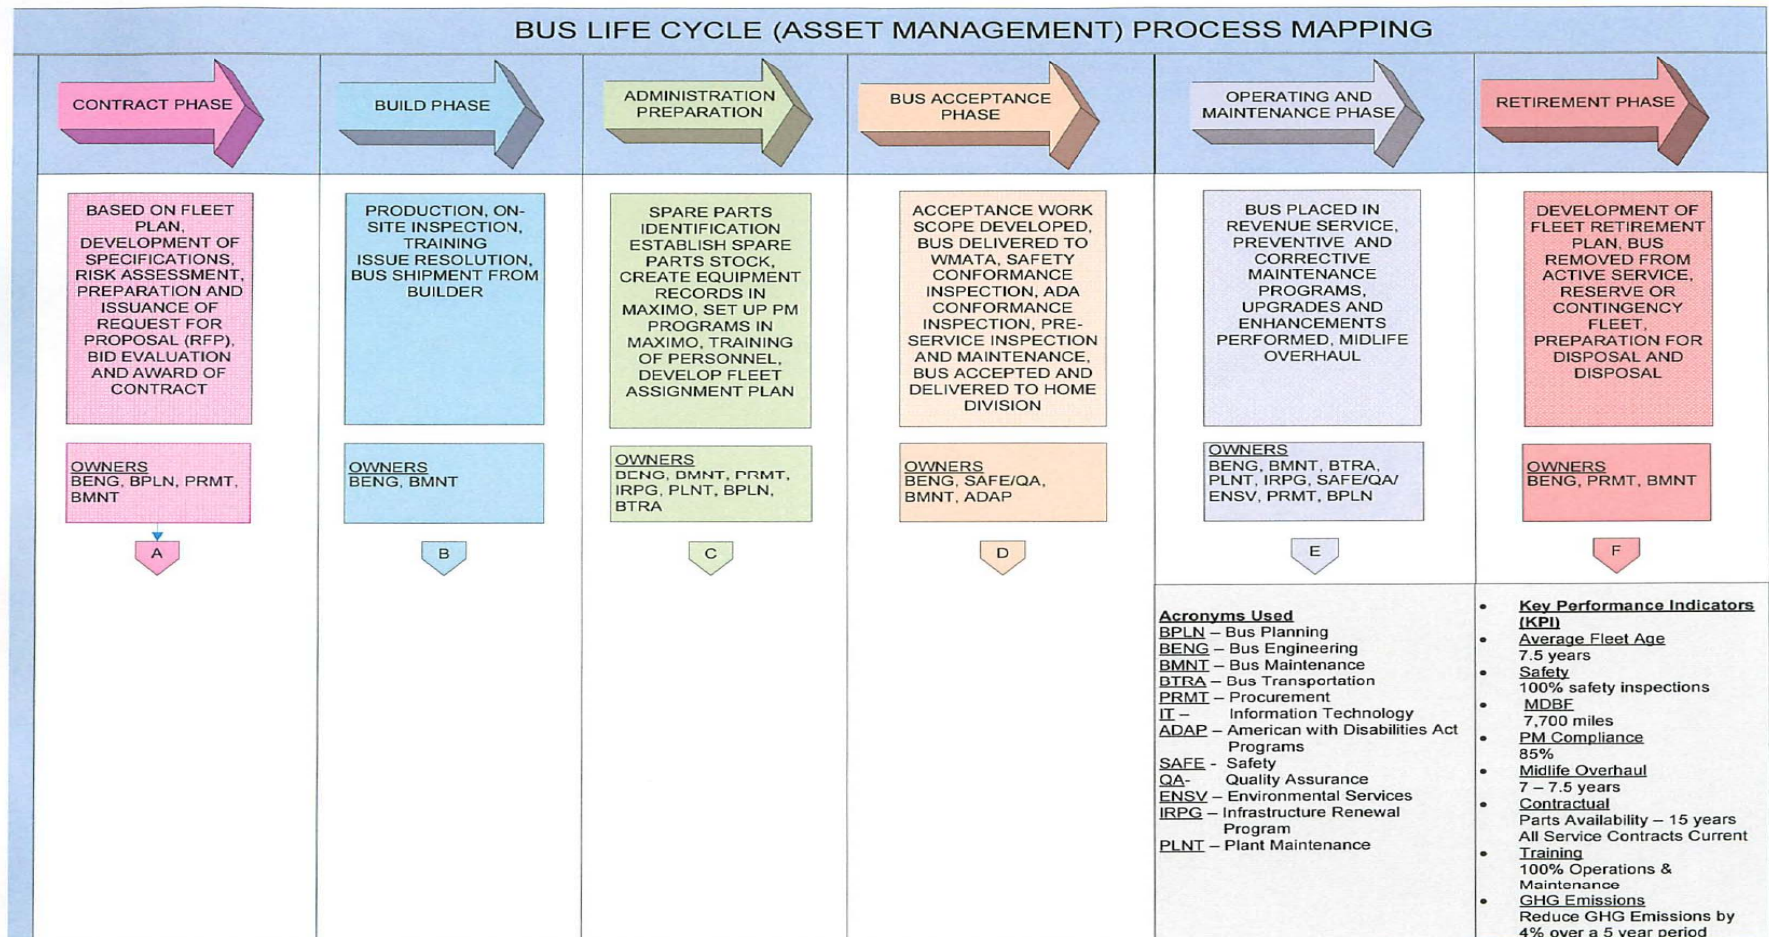 BUS LIFE CYCLE (ASSET MANAGEMENT) PROCESS MAPPING
CONTRACT PHASE
BUILD PHASE
ADMINISTRATION
PREPARATION
BUS ACCEPTANCE
PHASE
OPERATING AND
MAINTENANCE PHASE
RETIREMENT PHASE
BASED ON FLEET
PLAN,
DEVELOPMENT OF
SPECIFICATIONS,
RISK ASSESSMENT,
PREPARATION AND
ISSUANCE OF
REQUEST FOR
PROPOSAL (RFP),
BID EVALUATION
AND AWARD OF
CONTRACT
PRODUCTION, ON-
SITE INSPECTION,
TRAINING
ISSUE RESOLUTION,
BUS SHIPMENT FROM
BUILDER
SPARE PARTS
IDENTIFICATION
ESTABLISH SPARE
PARTS STOCK,
CREATE EQUIPMENT
RECORDS IN
MAXIMO, SET UP PM
PROGRAMS IN
MAXIMO, TRAINING
OF PERSONNEL,
DEVELOP FLEET
ASSIGNMENT PLAN
ACCEPTANCE WORK
SCOPE DEVELOPED,
BUS DELIVERED TO
WMATA, SAFETY
CONFORMANCE
INSPECTION, ADA
CONFORMANCE
INSPECTION, PRE-
SERVICE INSPECTION
AND MAINTENANCE,
BUS ACCEPTED AND
DELIVERED TO HOME
DIVISION
BUS PLACED IN
REVENUE SERVICE,
PREVENTIVE AND
CORRECTIVE
MAINTENANCE
PROGRAMS,
UPGRADES AND
ENHANCEMENTS
PERFORMED, MIDLIFE
OVERHAUL
DEVELOPMENT OF
FLEET RETIREMENT
PLAN, BUS
REMOVED FROM
ACTIVE SERVICE,
RESERVE OR
CONTINGENCY
FLEET,
PREPARATION FOR
DISPOSAL AND
DISPOSAL
OWNERS
BENG, BPLN, PRMT,
BMNT
OWNERS
BENG, BMNT
OWNERS
BENG, BMNT, PRMT,
IRPG, PLNT, BPLN,
BTRA
OWNERS
BENG, SAFE/QA,
BMNT, ADAP
OWNERS
BENG, BMNT, BTRA,
PLNT, IRPG, SAFE/QA/
ENSV, PRMT, BPLN
OWNERS
BENG, PRMT, BMNT
A
B
C
D
E
F
Acronyms Used
BPLN – Bus Planning
BENG – Bus Engineering
BMNT – Bus Maintenance
BTRA – Bus Transportation
PRMT – Procurement
IT – Information Technology
ADAP – American with Disabilities Act
Programs
SAFE - Safety
QA- Quality Assurance
ENSV – Environmental Services
IRPG – Infrastructure Renewal
Program
PLNT – Plant Maintenance
• Key Performance Indicators
(KPI)
• Average Fleet Age
7.5 years
• Safety
100% safety inspections
• MDBF
7,700 miles
• PM Compliance
85%
• Midlife Overhaul
7 – 7.5 years
• Contractual
Parts Availability – 15 years
All Service Contracts Current
• Training
100% Operations &
Maintenance
• GHG Emissions
Reduce GHG Emissions by
4% over a 5 year period